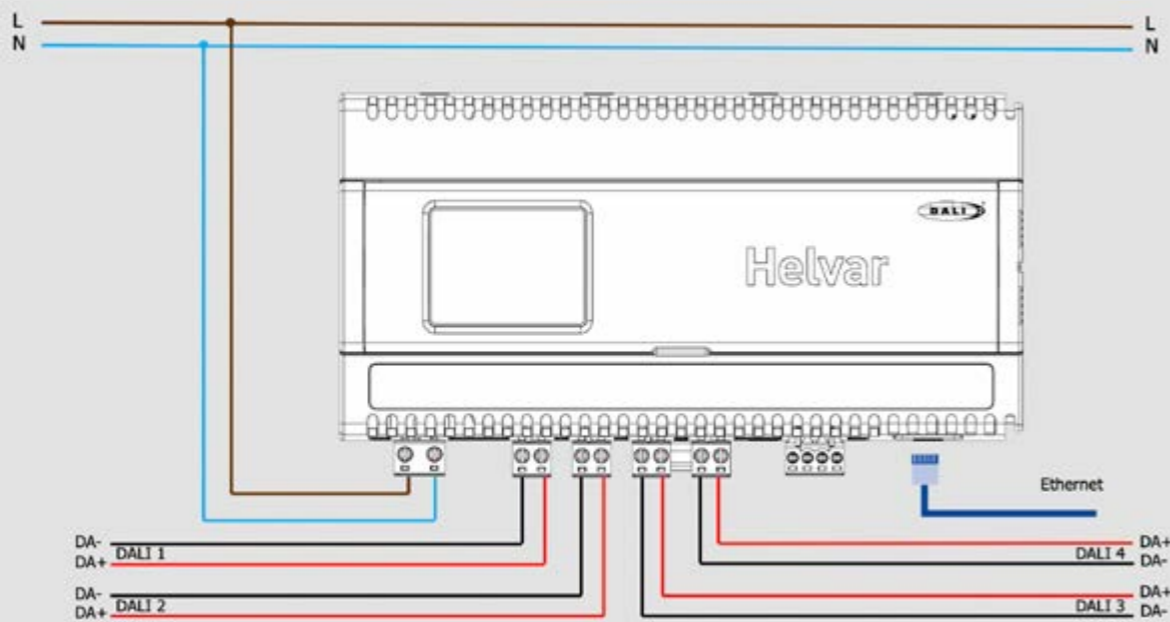 L L
N N
DALI
Helvar
Ethernet
DA- DA+
DALI 1 DALI 4
DA+ DA-
DA- DA+
DALI 2 DALI 3
DA+ DA-